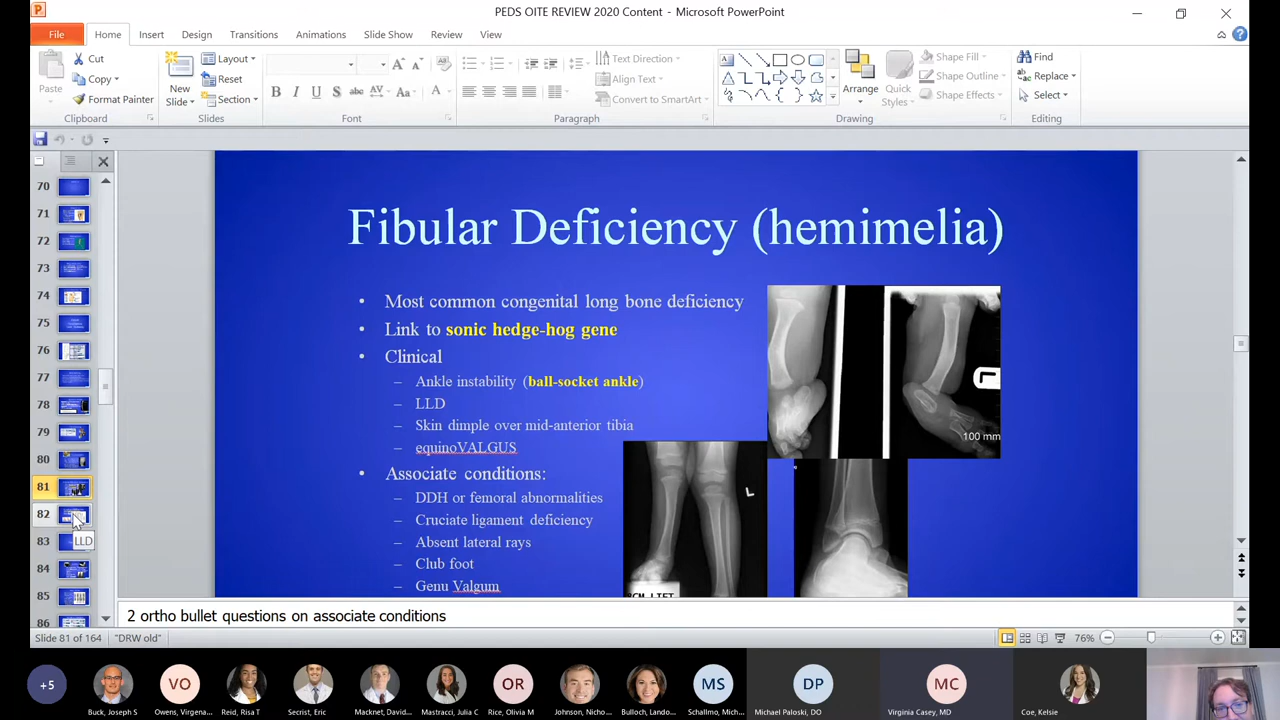 PEDS OITE REVIEW 2020 Content - Microsoft PowerPoint
File Home Insert Design Transitions Animations Slide Show Review View
Paste
Cut
Copy
Format Painter
Clipboard
New
Slide
Layout
Reset
Section
Slides
B I U S abc AV Aa A
Font
Text Direction
Align Text
Convert to SmartArt
Paragraph
Arrange
Quick
Styles
Shape Fill
Shape Outline
Shape Effects
Drawing
Find
Replace
Select
Editing
70
71
72
73
74
75
76
77
78
79
80
81
82
LLD
83
84
85
86
Fibular Deficiency (hemimelia)
• Most common congenital long bone deficiency
• Link to sonic hedge-hog gene
• Clinical
– Ankle instability (ball-socket ankle)
– LLD
– Skin dimple over mid-anterior tibia
– equinoVALGUS
• Associate conditions:
– DDH or femoral abnormalities
– Cruciate ligament deficiency
– Absent lateral rays
– Club foot
– Genu Valgum
100 mm
L
2 ortho bullet questions on associate conditions
Slide 81 of 164 "DRW old" 76%
+5 VO OR MS DP MC
Buck, Joseph S Owens, Virgena... Reid, Risa T Secrist, Eric Macknet, David... Mastracci, Julia C Rice, Olivia M Johnson, Nicho... Bulloch, Lando... Schallmo, Mich... Michael Paloski, DO Virginia Casey, MD Coe, Kelsie